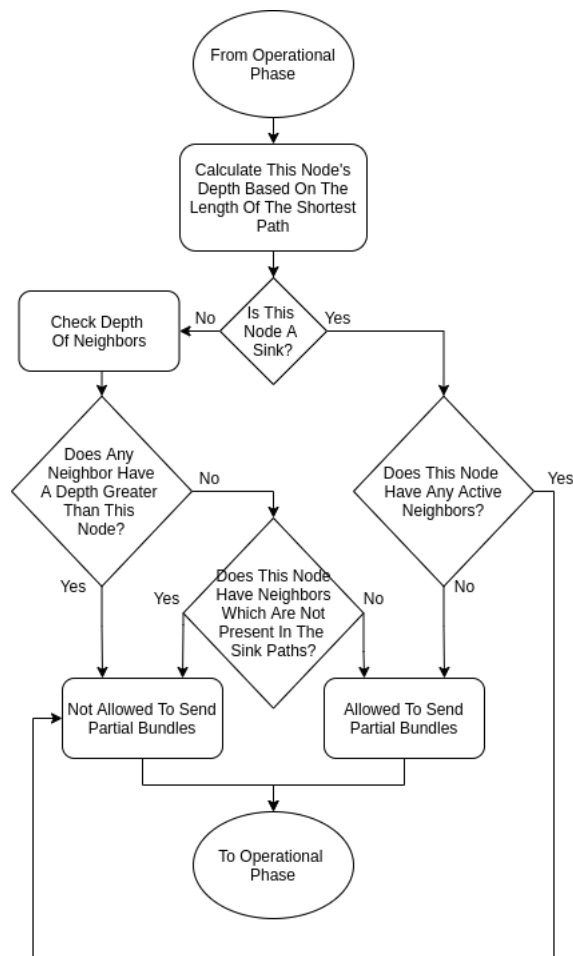 From Operational
Phase
Calculate This Node's
Depth Based On The
Length Of The Shortest
Path
Is This
Node A
Sink?
No
Yes
Check Depth
Of Neighbors
Does Any
Neighbor Have
A Depth Greater
Than This
Node?
No
Yes
Does This Node
Have Any Active
Neighbors?
Yes
No
Does This Node
Have Neighbors
Which Are Not
Present In The
Sink Paths?
Yes
No
Not Allowed To Send
Partial Bundles
Allowed To Send
Partial Bundles
To Operational
Phase